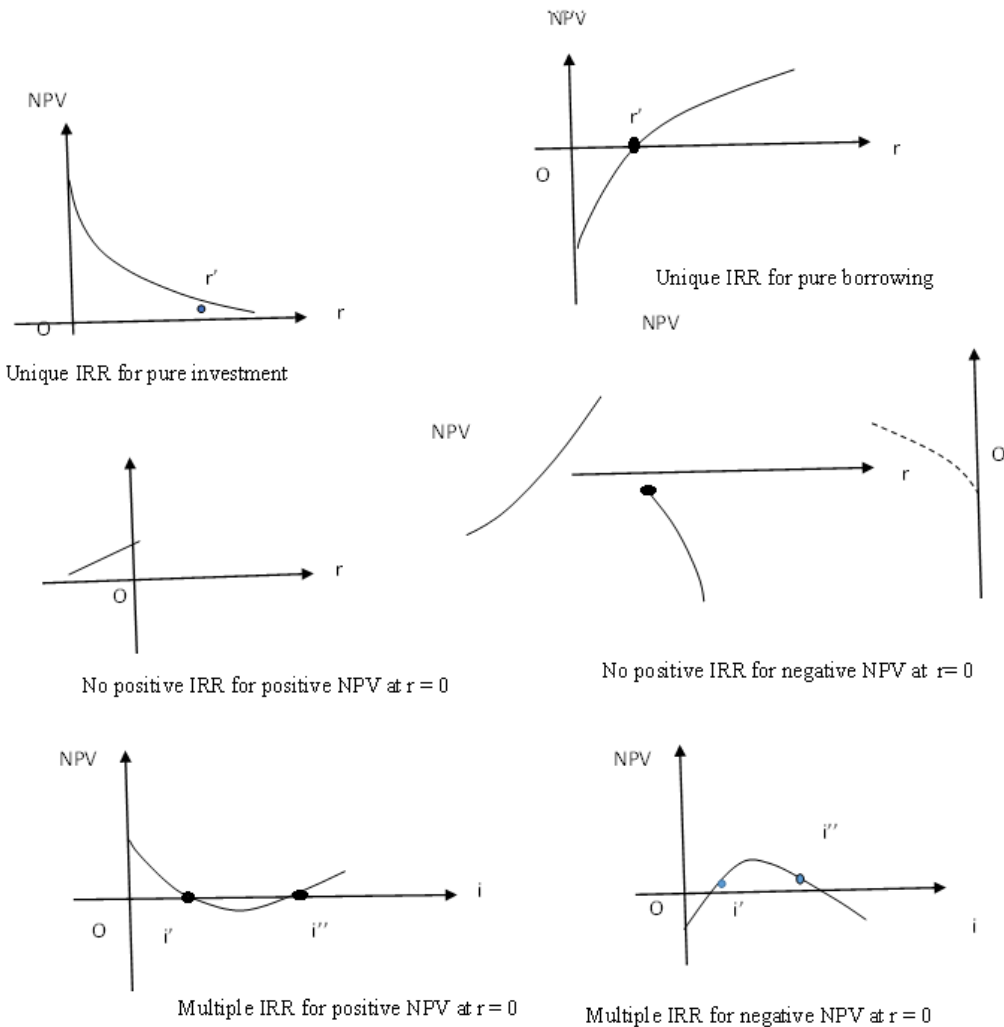 NPV
NPV
r'
r
O
Unique IRR for pure borrowing
r'
r
O
Unique IRR for pure investment
NPV
NPV
O
r
r
O
No positive IRR for positive NPV at r = 0
No positive IRR for negative NPV at r= 0
NPV
i
O
i'
i''
Multiple IRR for positive NPV at r = 0
NPV
i''
O
i'
i
Multiple IRR for negative NPV at r = 0